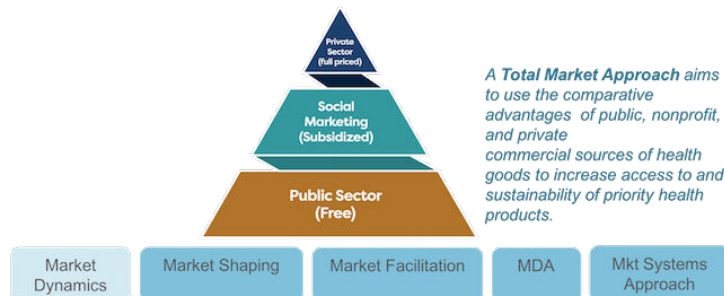 Private
Sector
(full priced)
Social
Marketing
(Subsidized)
Public Sector
(Free)
A Total Market Approach aims
to use the comparative
advantages of public, nonprofit,
and private
commercial sources of health
goods to increase access to and
sustainability of priority health
products.
Market
Dynamics
Market Shaping
Market Facilitation
MDA
Mkt Systems
Approach